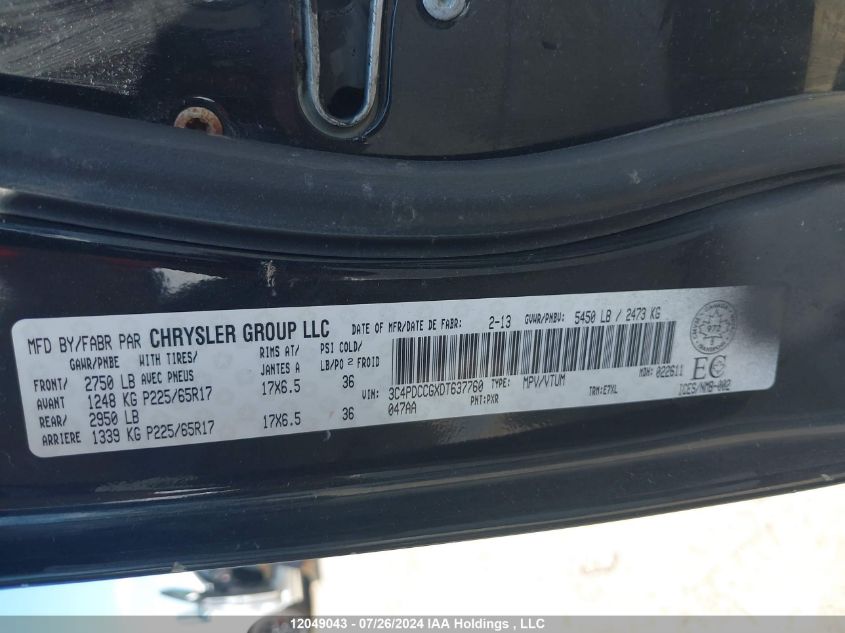 MFD BY/FABR PAR CHRYSLER GROUP LLC DATE OF MFR/DATE DE FABR: 2-13 GVWR/PNBV: 5450 LB / 2473 KG
GAWR/PNBE WITH TIRES/ RIMS AT/ PSI COLD/
AVEC PNEUS JANTES A LB/PO 2 FROID
FRONT/ 2750 LB
AVANT 1248 KG P225/65R17 17X6.5 36
REAR/ 2950 LB
ARRIERE 1339 KG P225/65R17 17X6.5 36
MDH: 022611
VIN: 3C4PDCCGXDT637760 TYPE: MPV/VTUM
047AA PNT: PXR TRM: E7XL
EC
ICES/NMB-002
12049043 - 07/26/2024 IAA Holdings , LLC